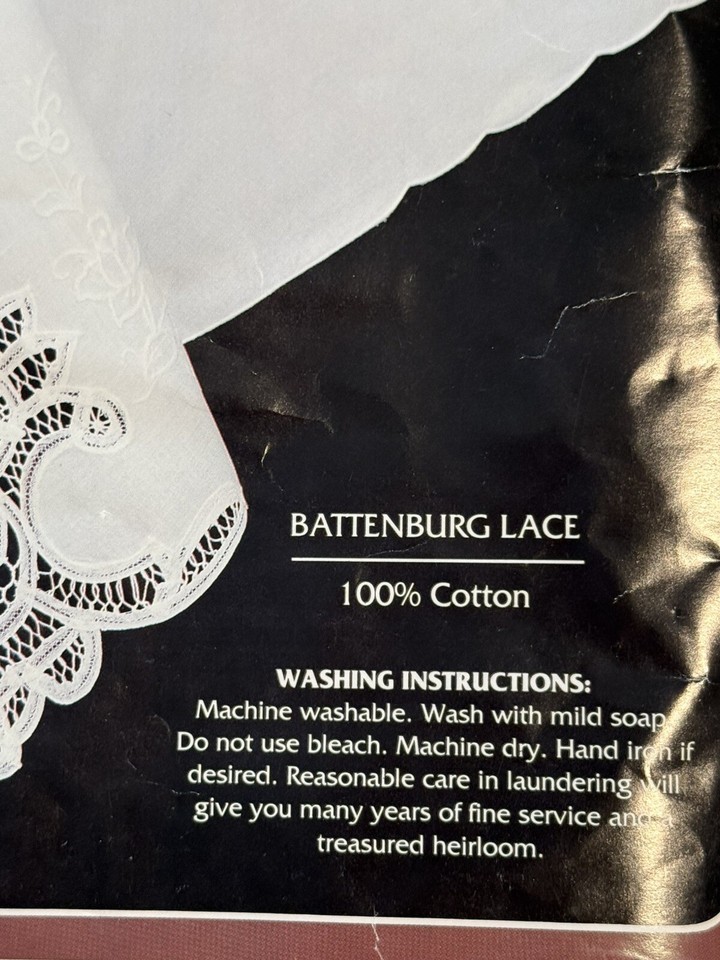 BATTENBURG LACE
100% Cotton
WASHING INSTRUCTIONS:
Machine washable. Wash with mild soap.
Do not use bleach. Machine dry. Hand iron if
desired. Reasonable care in laundering will
give you many years of fine service and a
treasured heirloom.